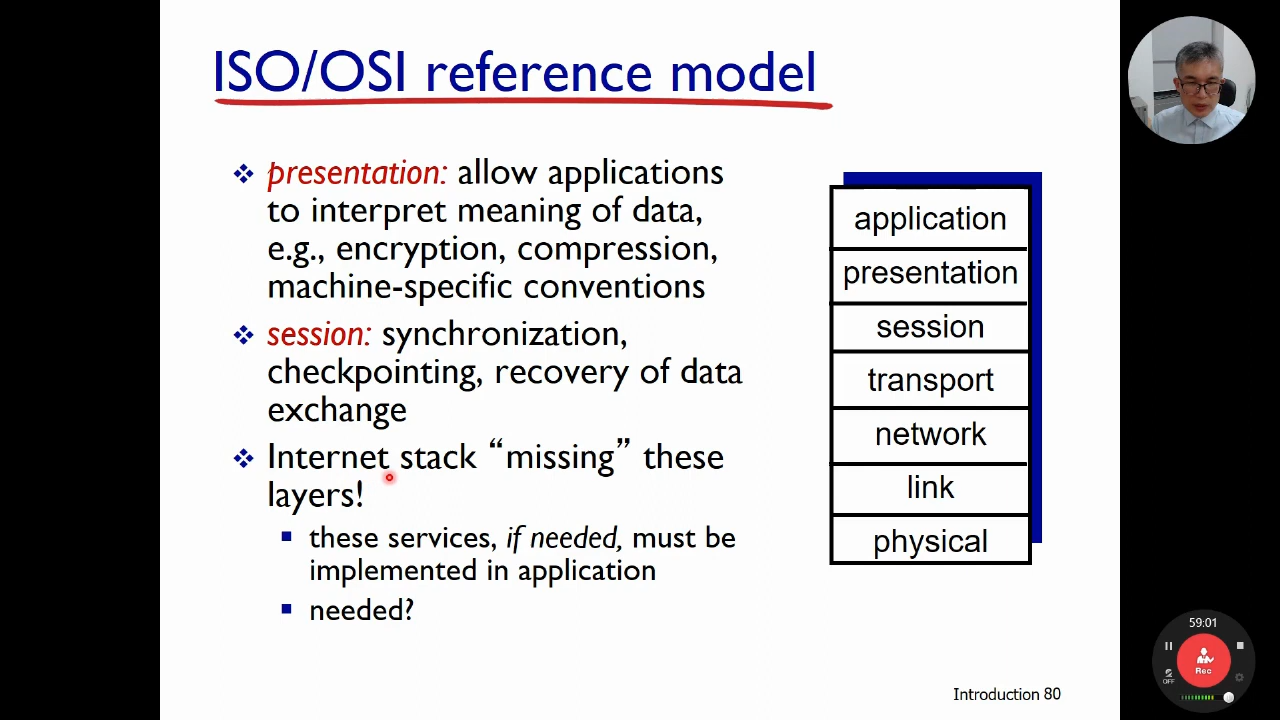 ISO/OSI reference model
presentation: allow applications
to interpret meaning of data,
e.g., encryption, compression,
machine-specific conventions
session: synchronization,
checkpointing, recovery of data
exchange
Internet stack “missing” these
layers!
these services, if needed, must be
implemented in application
needed?
application
presentation
session
transport
network
link
physical
Introduction 80
59:01
Rec
OFF